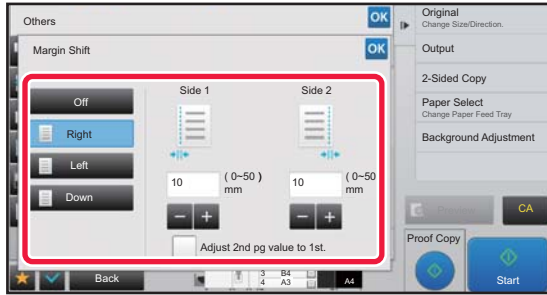 Others
OK
Margin Shift
OK
Off
Right
Left
Down
Side 1
Side 2
10
( 0~50 )
mm
10
( 0~50
mm
Adjust 2nd pg value to 1st.
Back
3 B4
4 A3
A4
Original
Change Size/Direction.
Output
2-Sided Copy
Paper Select
Change Paper Feed Tray
Background Adjustment
CA
Proof Copy
Start